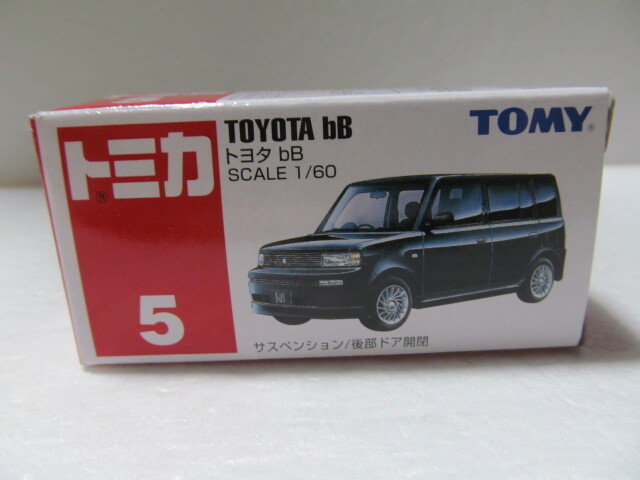 トミカ®
5
TOYOTA bB
トヨタ bB
SCALE 1/60
TOMY®
サスペンション/後部ドア開閉